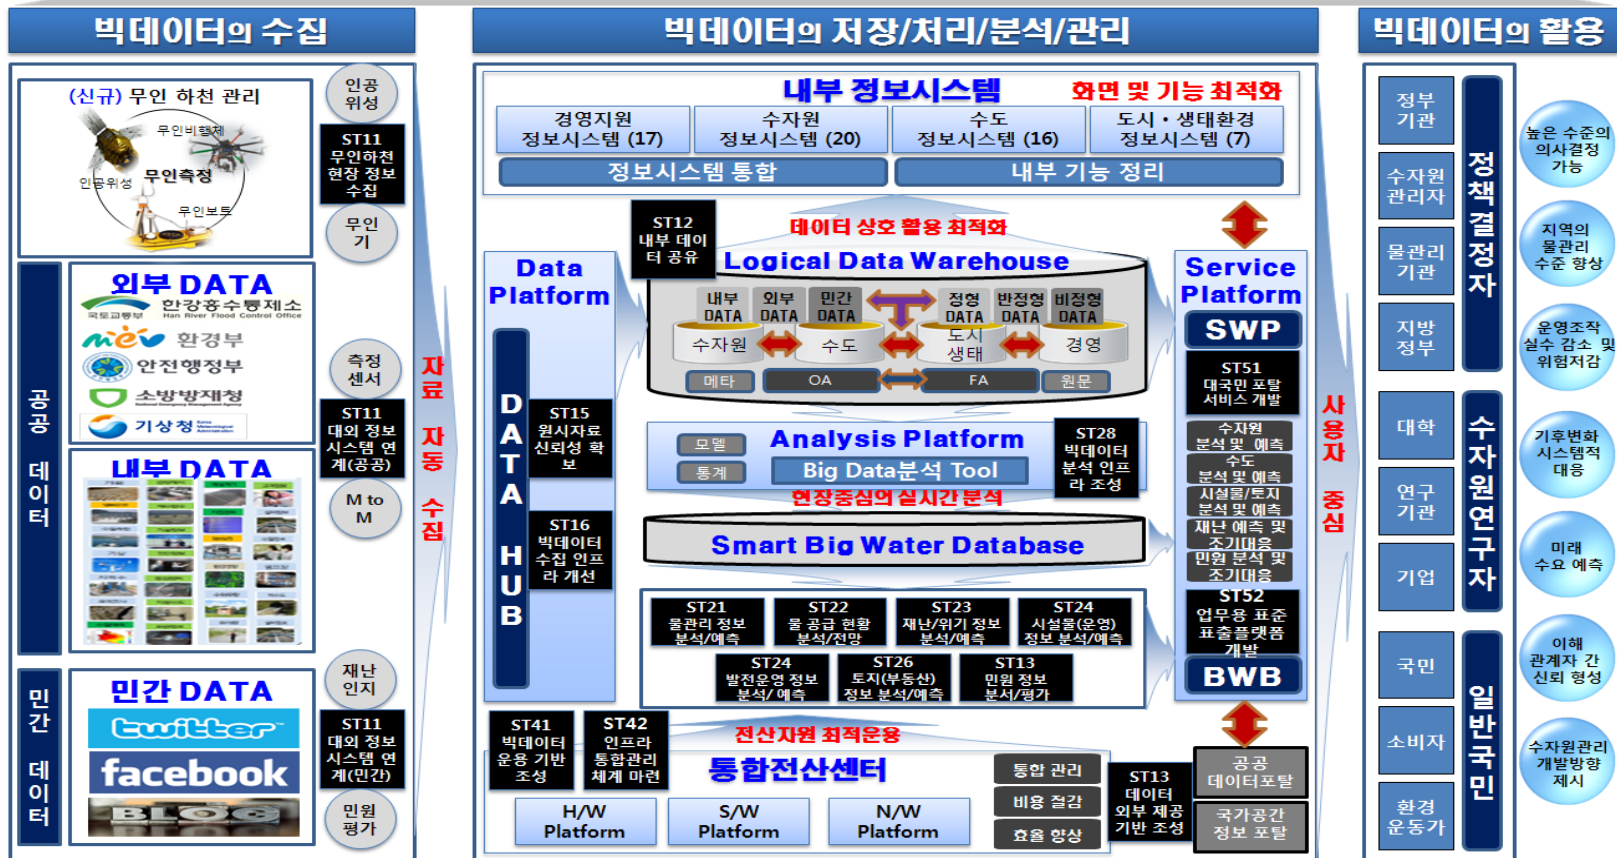 빅데이터의 수집
(신규) 무인 하천 관리
무인비행체
인공위성
무인측정
무인보트
인공
위성
ST11
무인하천
현장 정보
수집
무인
기
공공 데이터
외부 DATA
국토교통부
한강홍수통제소
Han River Flood Control Office
mev 환경부
안전행정부
소방방재청
National Emergency Management Agency
기상청
Korea
Meteorological
Administration
측정
센서
ST11
대외 정보
시스템 연
계(공공)
M to
M
내부 DATA
민간 데이터
민간 DATA
twitter
facebook
BLOG
재난
인지
ST11
대외 정보
시스템 연
계(민간)
민원
평가
자료 자동 수집
빅데이터의 저장/처리/분석/관리
내부 정보시스템
화면 및 기능 최적화
경영지원
정보시스템 (17)
수자원
정보시스템 (20)
수도
정보시스템 (16)
도시·생태환경
정보시스템 (7)
정보시스템 통합
내부 기능 정리
ST12
내부 데이
터 공유
데이터 상호 활용 최적화
Data
Platform
DATA HUB
ST15
원시자료
신뢰성 확
보
ST16
빅데이터
수집 인프
라 개선
Logical Data Warehouse
내부
DATA
외부
DATA
민간
DATA
정형
DATA
반정형
DATA
비정형
DATA
수자원
수도
도시
생태
경영
메타
OA
FA
원문
모델
통계
Analysis Platform
Big Data분석 Tool
ST28
빅데이터
분석 인프
라 조성
현장중심의 실시간 분석
Smart Big Water Database
ST21
물관리 정보
분석/예측
ST22
물 공급 현황
분석/전망
ST23
재난/위기 정보
분석/예측
ST24
시설물(운영)
정보 분석/예측
ST24
발전운영 정보
분석/ 예측
ST26
토지(부동산)
정보 분석/예측
ST13
민원 정보
분서/평가
Service
Platform
SWP
ST51
대국민 포탈
서비스 개발
수자원
분석 및 예측
수도
분석 및 예측
시설물/토지
분석 및 예측
재난 예측 및
조기대응
민원 분석 및
조기대응
ST52
업무용 표준
표출플랫폼
개발
BWB
ST41
빅데이터
운용 기반
조성
ST42
인프라
통합관리
체계 마련
전산자원 최적운용
통합전산센터
H/W
Platform
S/W
Platform
N/W
Platform
통합 관리
비용 절감
효율 향상
ST13
데이터
외부 제공
기반 조성
공공
데이터포탈
국가공간
정보 포탈
사용자 중심
빅데이터의 활용
정부
기관
수자원
관리자
물관리
기관
지방
정부
정책결정자
대학
연구
기관
기업
수자원연구자
국민
소비자
환경
운동가
일반국민
높은 수준의
의사결정
가능
지역의
물관리
수준 향상
운영조작
실수 감소 및
위험저감
기후변화
시스템적
대응
미래
수요 예측
이해
관계자 간
신뢰 형성
수자원관리
개발방향
제시